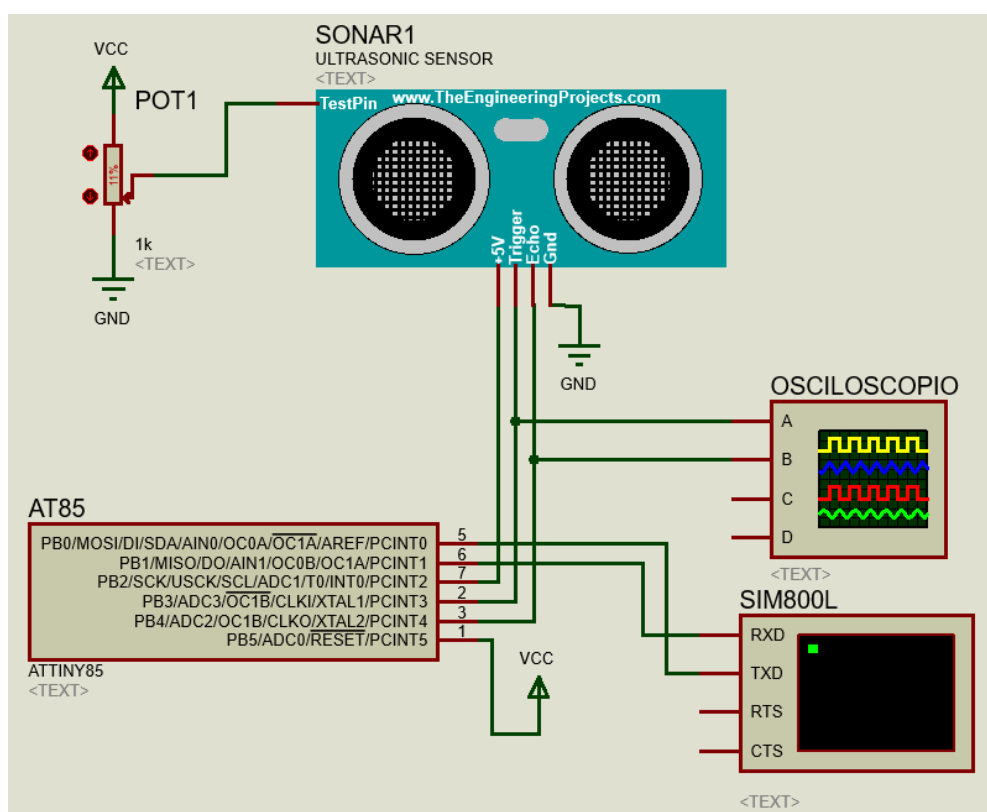 SONAR1
ULTRASONIC SENSOR
<TEXT>
VCC
POT1
TestPin
www.TheEngineeringProjects.com
11%
1k
<TEXT>
GND
+5V
Trigger
Echo
Gnd
GND
OSCILOSCOPIO
A
B
C
D
<TEXT>
AT85
PB0/MOSI/DI/SDA/AIN0/OC0A/OC1A/AREF/PCINT0
5
PB1/MISO/DO/AIN1/OC0B/OC1A/PCINT1
6
PB2/SCK/USCK/SCL/ADC1/T0/INT0/PCINT2
7
PB3/ADC3/OC1B/CLKI/XTAL1/PCINT3
2
PB4/ADC2/OC1B/CLKO/XTAL2/PCINT4
3
PB5/ADC0/RESET/PCINT5
1
ATTINY85
<TEXT>
VCC
SIM800L
RXD
TXD
RTS
CTS
<TEXT>